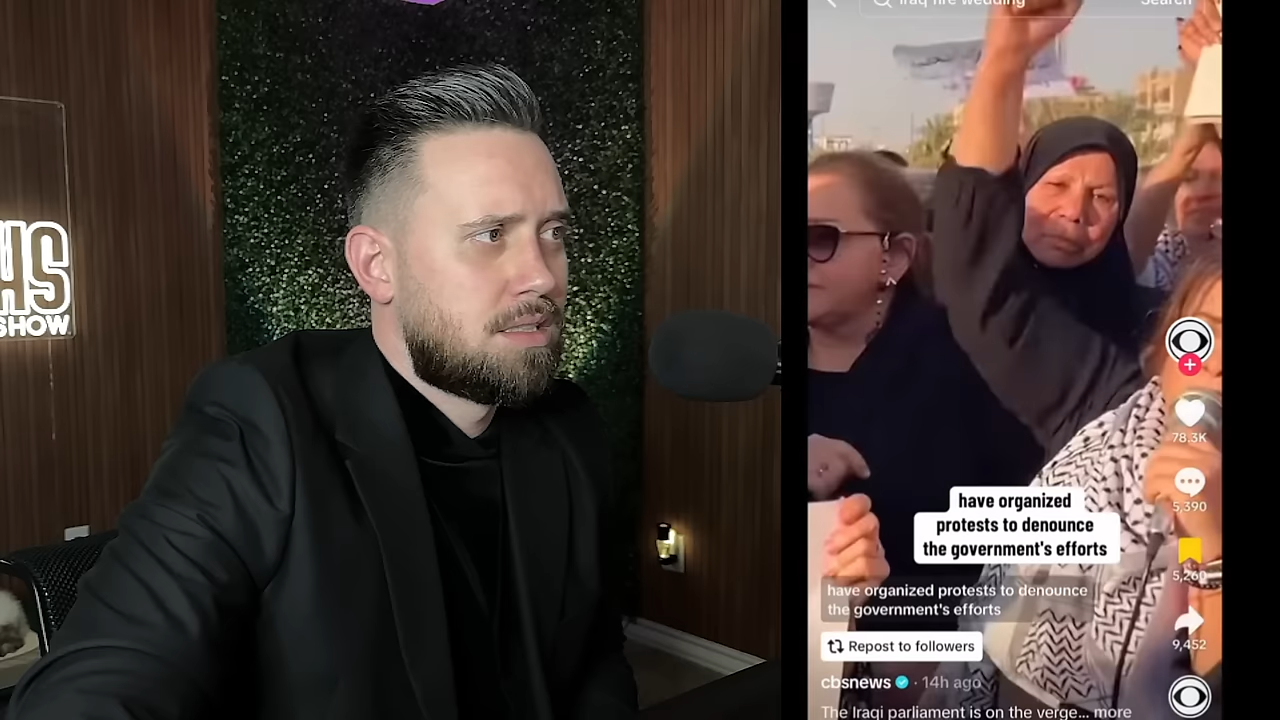 HS
SHOW
iraq fire wedding
Search
have organized
protests to denounce
the government's efforts
78.3K
5,390
5,260
9,452
have organized protests to denounce
the government's efforts
Repost to followers
cbsnews · 14h ago
The Iraqi parliament is on the verge... more